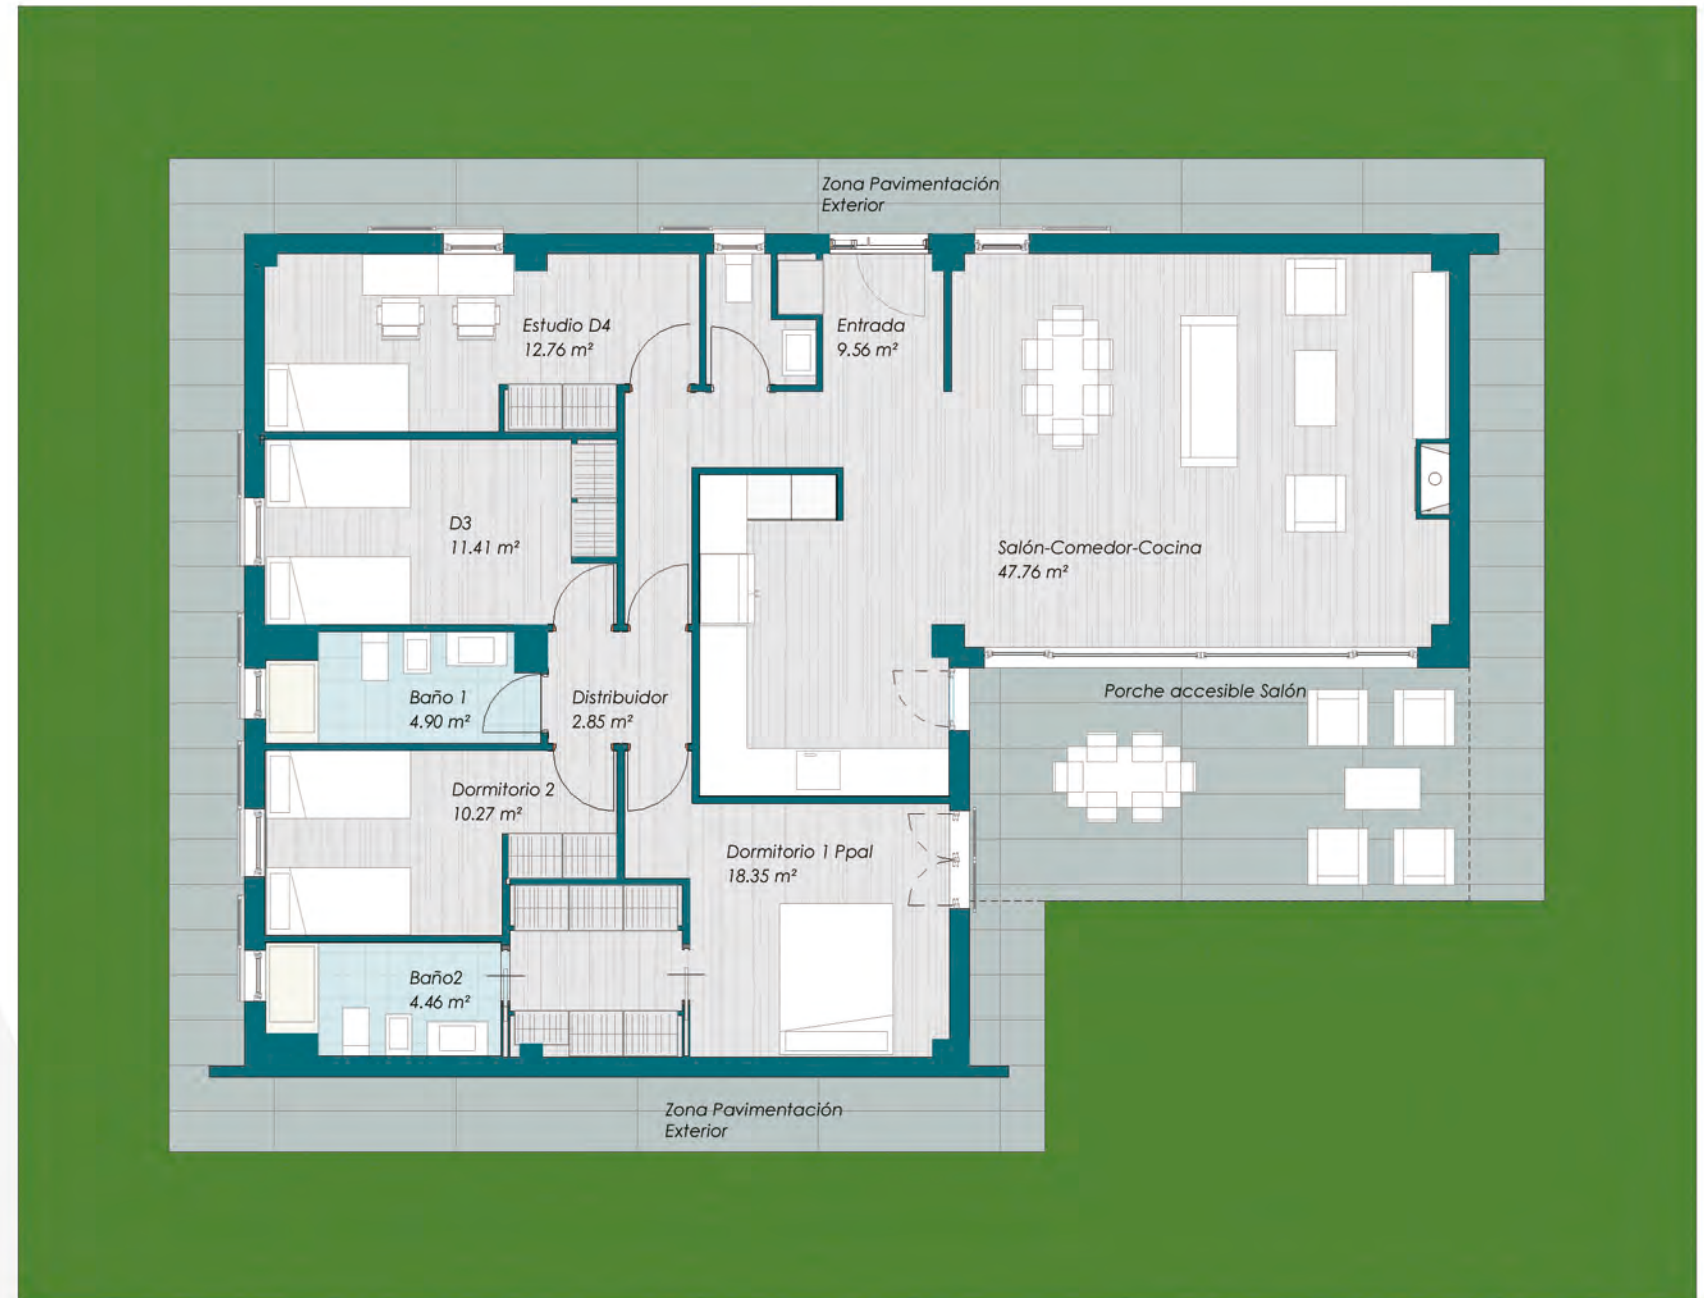 Zona Pavimentación
Exterior
Estudio D4
12.76 m²
Entrada
9.56 m²
D3
11.41 m²
Salón-Comedor-Cocina
47.76 m²
Baño 1
4.90 m²
Distribuidor
2.85 m²
Porche accesible Salón
Dormitorio 2
10.27 m²
Dormitorio 1 Ppal
18.35 m²
Baño2
4.46 m²
Zona Pavimentación
Exterior